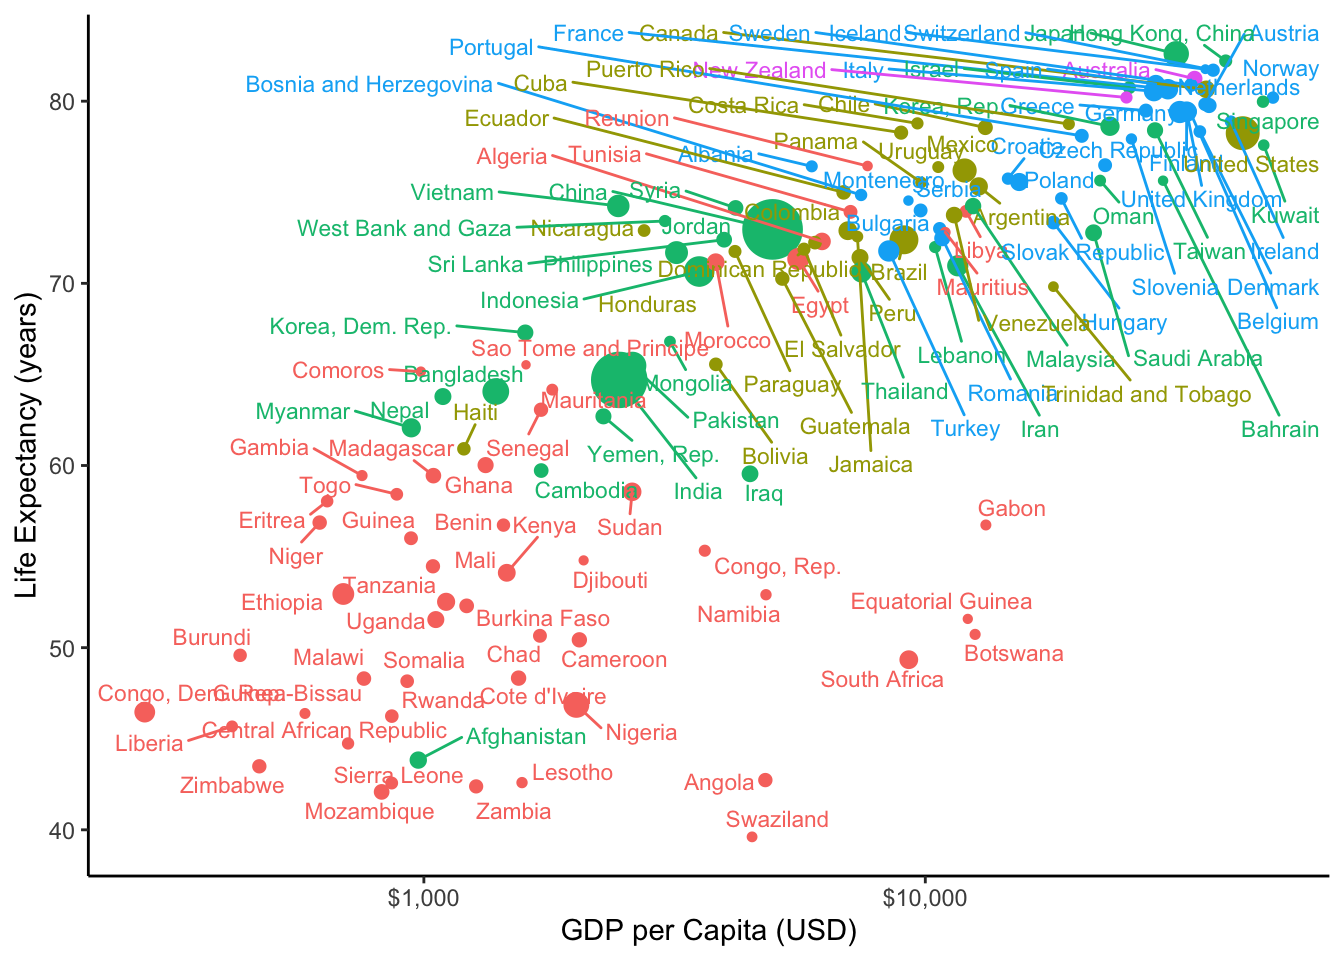 France
Canada
Sweden
Iceland
Switzerland
Japan
Hong Kong, China
Austria
Portugal
Puerto Rico
New Zealand
Italy
Israel
Spain
Australia
Norway
Bosnia and Herzegovina
Cuba
Netherlands
Costa Rica
Chile
Korea, Rep.
Greece
Germany
Singapore
Ecuador
Reunion
Panama
Uruguay
Mexico
Croatia
Czech Republic
Finland
United States
Algeria
Tunisia
Albania
Montenegro
Serbia
Poland
United Kingdom
Vietnam
China
Syria
Colombia
Argentina
Oman
Kuwait
West Bank and Gaza
Nicaragua
Jordan
Bulgaria
Libya
Slovak Republic
Taiwan
Ireland
Sri Lanka
Philippines
Dominican Republic
Brazil
Mauritius
Slovenia
Denmark
Indonesia
Honduras
Egypt
Peru
Venezuela
Hungary
Belgium
Korea, Dem. Rep.
Sao Tome and Principe
Morocco
El Salvador
Lebanon
Malaysia
Saudi Arabia
Comoros
Bangladesh
Mongolia
Paraguay
Thailand
Romania
Trinidad and Tobago
Myanmar
Nepal
Haiti
Mauritania
Pakistan
Guatemala
Turkey
Iran
Bahrain
Gambia
Madagascar
Senegal
Yemen, Rep.
Bolivia
Jamaica
Togo
Ghana
Cambodia
India
Iraq
Eritrea
Guinea
Benin
Kenya
Sudan
Gabon
Niger
Mali
Djibouti
Congo, Rep.
Ethiopia
Tanzania
Namibia
Equatorial Guinea
Uganda
Burkina Faso
Burundi
Malawi
Somalia
Chad
Cameroon
South Africa
Botswana
Congo, Dem. Rep.
Guinea-Bissau
Rwanda
Cote d'Ivoire
Liberia
Central African Republic
Afghanistan
Nigeria
Zimbabwe
Sierra Leone
Lesotho
Angola
Mozambique
Zambia
Swaziland
80
70
60
50
40
Life Expectancy (years)
$1,000
$10,000
GDP per Capita (USD)